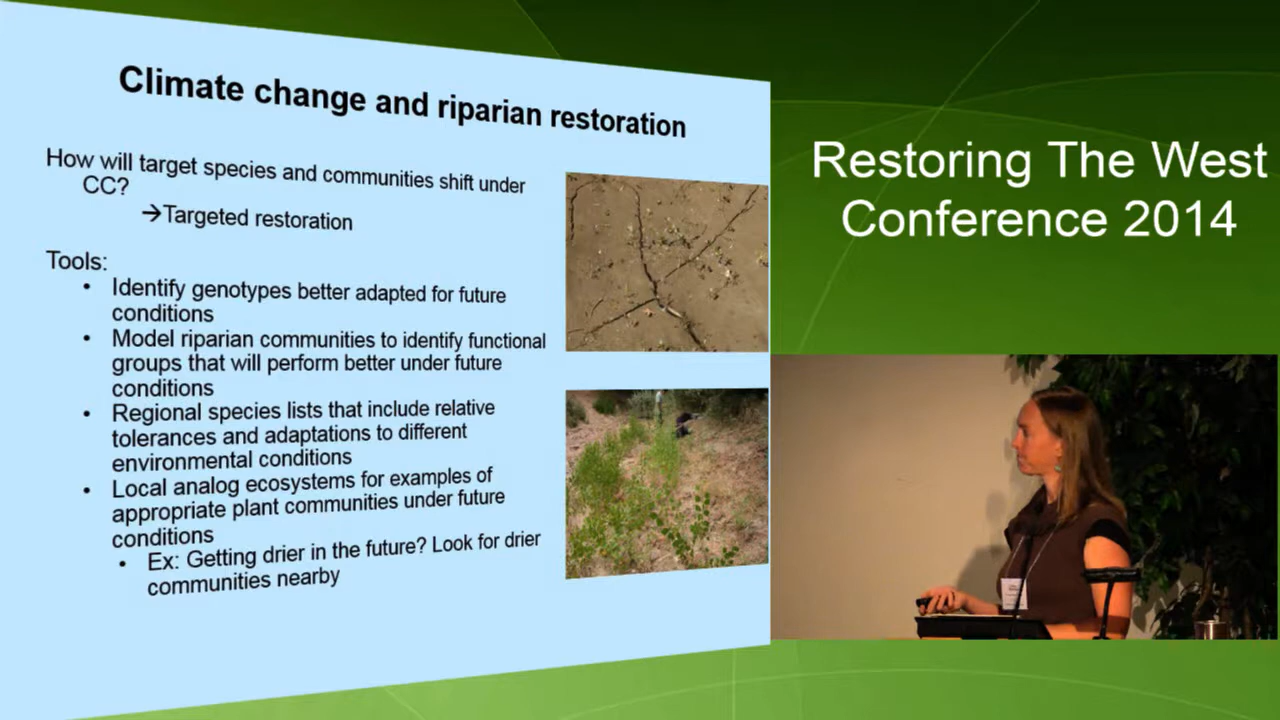 Climate change and riparian restoration
How will target species and communities shift under
CC?
→Targeted restoration
Tools:
• Identify genotypes better adapted for future
conditions
• Model riparian communities to identify functional
groups that will perform better under future
conditions
• Regional species lists that include relative
tolerances and adaptations to different
environmental conditions
• Local analog ecosystems for examples of
appropriate plant communities under future
conditions
• Ex: Getting drier in the future? Look for drier
communities nearby
Restoring The West
Conference 2014